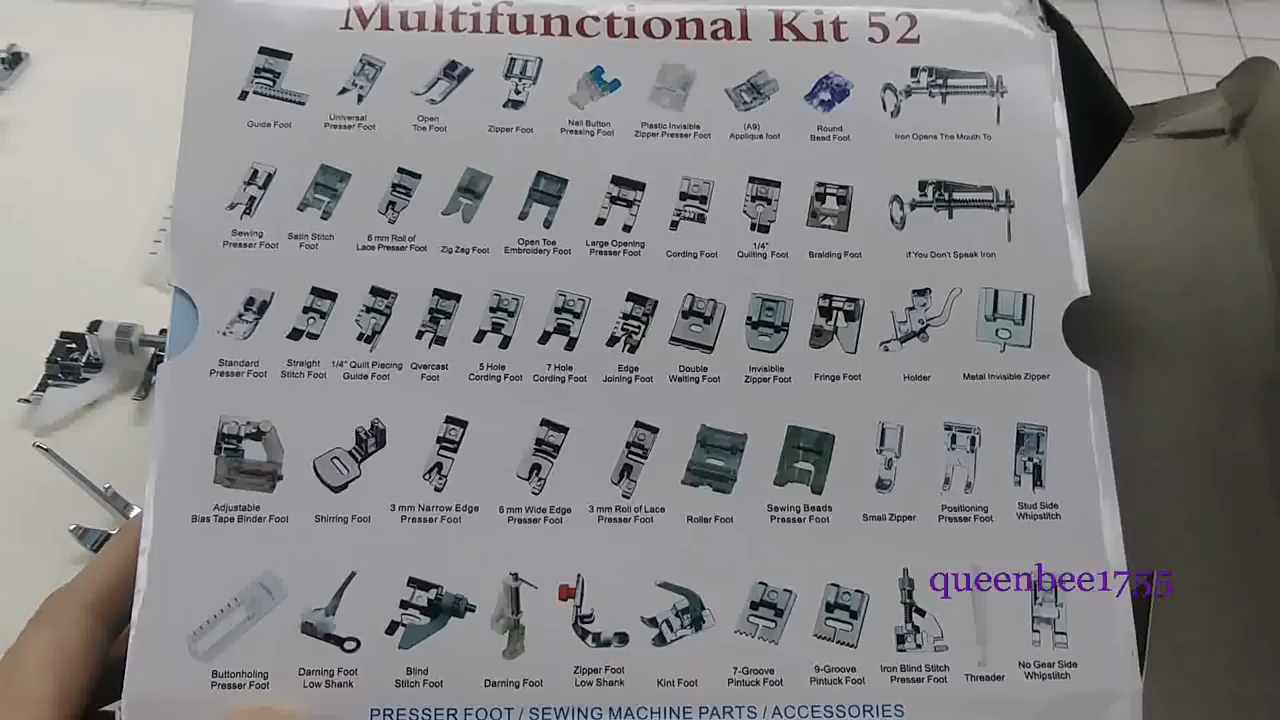 Multifunctional Kit 52
Guide Foot
Universal
Presser Foot
Open
Toe Foot
Zipper Foot
Nail Button
Pressing Foot
Plastic Invisible
Zipper Presser Foot
(A9)
Applique foot
Round
Bead Foot
Iron Opens The Mouth To
Sewing
Presser Foot
Satin Stitch
Foot
6 mm Roll of
Lace Presser Foot
Zig Zag Foot
Open Toe
Embroidery Foot
Large Opening
Presser Foot
Cording Foot
1/4"
Quilting Foot
Braiding Foot
If You Don't Speak Iron
Standard
Presser Foot
Straight
Stitch Foot
1/4" Quilt Piecing
Guide Foot
Qvercast
Foot
5 Hole
Cording Foot
7 Hole
Cording Foot
Edge
Joining Foot
Double
Welting Foot
Invisibile
Zipper Foot
Fringe Foot
Holder
Metal Invisible Zipper
Adjustable
Bias Tape Binder Foot
Shirring Foot
3 mm Narrow Edge
Presser Foot
6 mm Wide Edge
Presser Foot
3 mm Roll of Lace
Presser Foot
Roller Foot
Sewing Beads
Presser Foot
Small Zipper
Positioning
Presser Foot
Stud Side
Whipstitch
queenbee1755
Buttonholing
Presser Foot
Darning Foot
Low Shank
Blind
Stitch Foot
Darning Foot
Zipper Foot
Low Shank
Kint Foot
7-Groove
Pintuck Foot
9-Groove
Pintuck Foot
Iron Blind Stitch
Presser Foot
Threader
No Gear Side
Whipstitch
PRESSER FOOT / SEWING MACHINE PARTS / ACCESSORIES